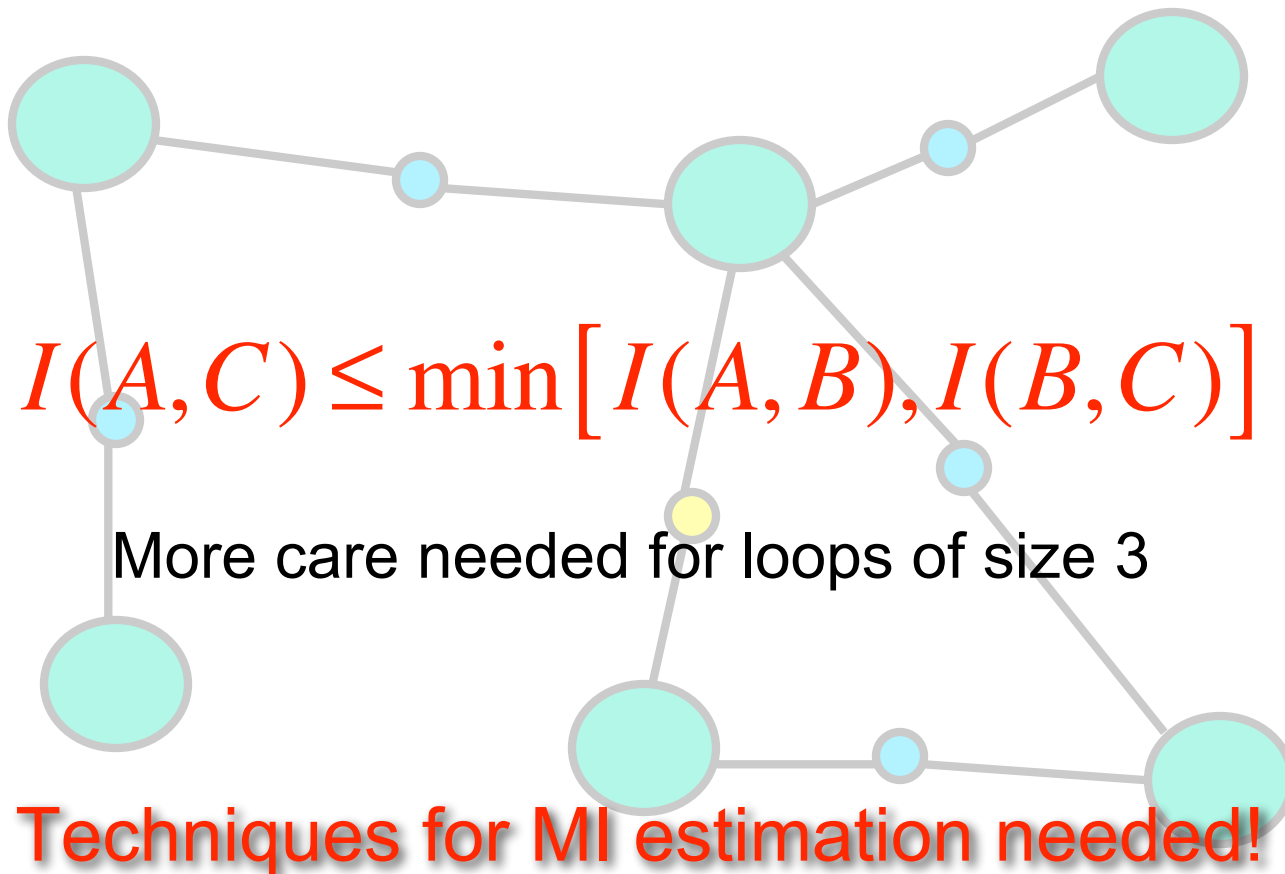 I(A,C) ≤ min[I(A,B),I(B,C)]
More care needed for loops of size 3
Techniques for MI estimation needed!